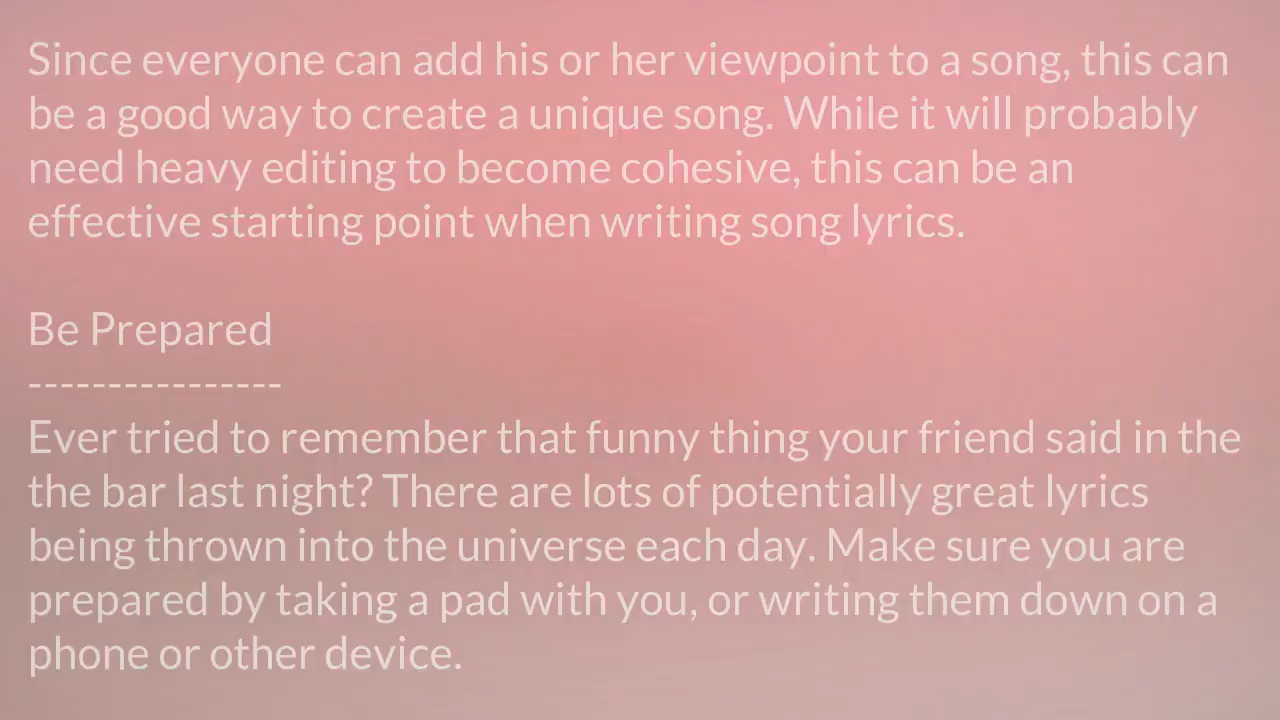 Since everyone can add his or her viewpoint to a song, this can
be a good way to create a unique song. While it will probably
need heavy editing to become cohesive, this can be an
effective starting point when writing song lyrics.
Be Prepared
----------------
Ever tried to remember that funny thing your friend said in the
the bar last night? There are lots of potentially great lyrics
being thrown into the universe each day. Make sure you are
prepared by taking a pad with you, or writing them down on a
phone or other device.